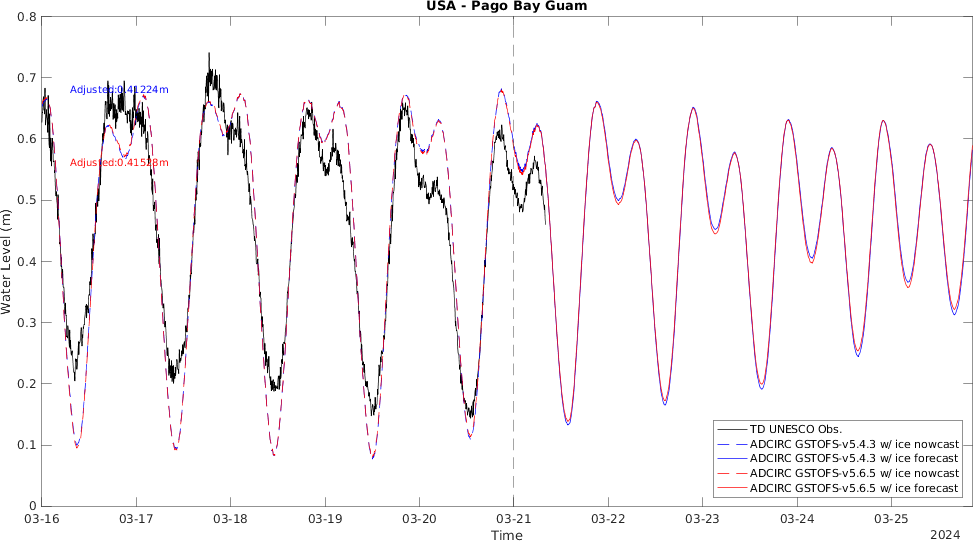 USA - Pago Bay Guam
0.8
0.7
0.6
0.5
0.4
0.3
0.2
0.1
0
Water Level (m)
Adjusted:0.41224m
Adjusted:0.41528m
TD UNESCO Obs.
ADCIRC GSTOFS-v5.4.3 w/ ice nowcast
ADCIRC GSTOFS-v5.4.3 w/ ice forecast
ADCIRC GSTOFS-v5.6.5 w/ ice nowcast
ADCIRC GSTOFS-v5.6.5 w/ ice forecast
03-16 03-17 03-18 03-19 03-20 03-21 03-22 03-23 03-24 03-25
Time
2024